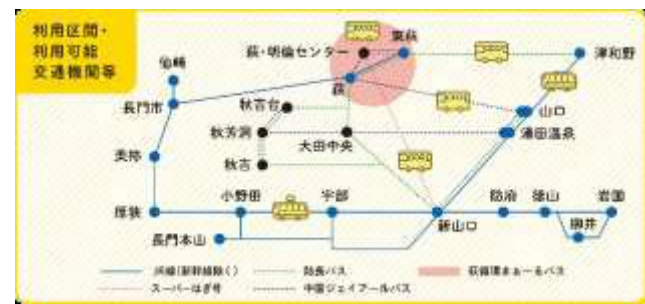 利用区間・
利用可能
交通機関等
仙崎
長門市
美祢
厚狭
長門本山
小野田
宇部
萩・明倫センター
東萩
萩
秋吉台
秋芳洞
秋吉
大田中央
津和野
山口
湯田温泉
新山口
防府
徳山
柳井
岩国
JR線(新幹線除く)
防長バス
萩循環まぁーるバス
スーパーはぎ号
中国ジェイアールバス